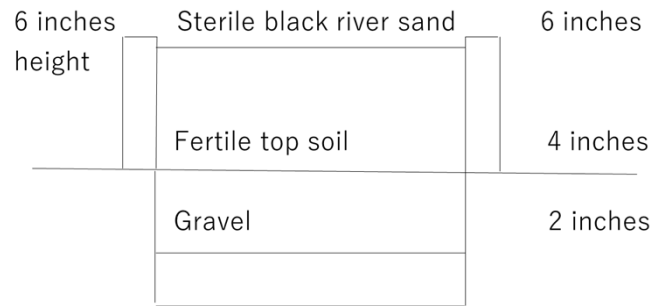 6 inches height
Sterile black river sand
6 inches
Fertile top soil
4 inches
Gravel
2 inches